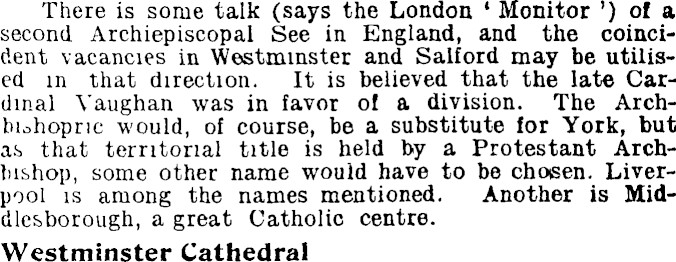 There is some talk (says the London ' Monitor ') of a
second Archiepiscopal See in England, and the coinci-
dent vacancies in Westminster and Salford may be utilis-
ed in that direction. It is believed that the late Car-
dinal Vaughan was in favor of a division. The Arch-
bishopric would, of course, be a substitute for York, but
as that territorial title is held by a Protestant Arch-
bishop, some other name would have to be chosen. Liver-
pool is among the names mentioned. Another is Mid-
dlesborough, a great Catholic centre.
Westminster Cathedral